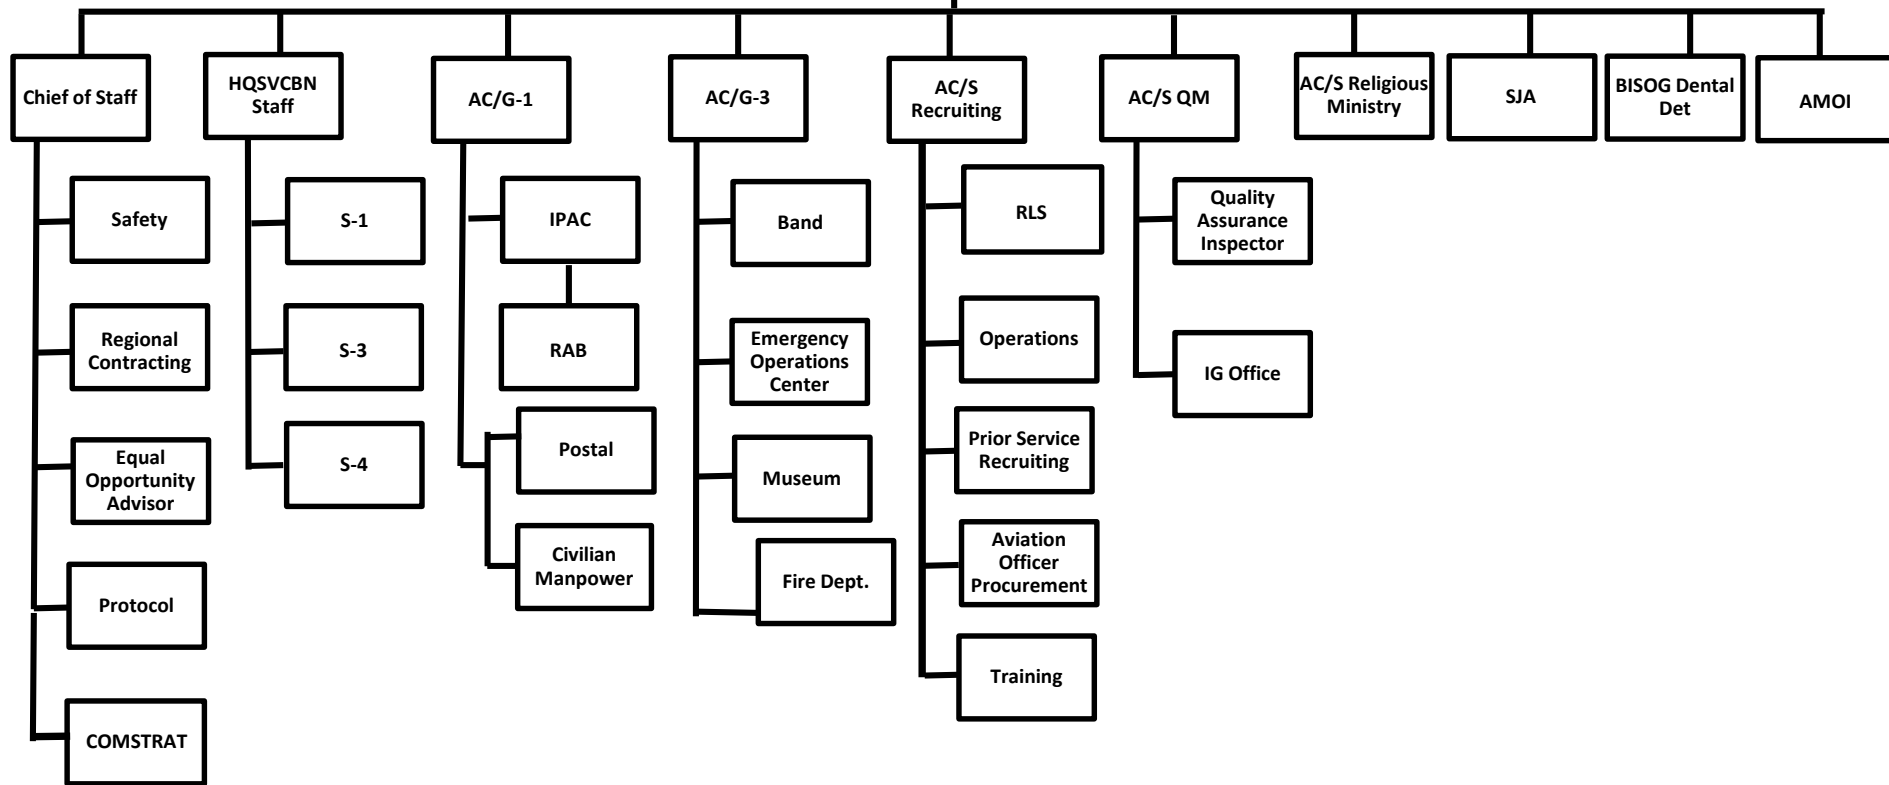 Chief of Staff
HQSVCBN
Staff
AC/G-1
AC/G-3
AC/S
Recruiting
AC/S QM
AC/S Religious
Ministry
SJA
BISOG Dental
Det
AMOI
Safety
Regional
Contracting
Equal
Opportunity
Advisor
Protocol
COMSTRAT
S-1
S-3
S-4
IPAC
RAB
Postal
Civilian
Manpower
Band
Emergency
Operations
Center
Museum
Fire Dept.
RLS
Operations
Prior Service
Recruiting
Aviation
Officer
Procurement
Training
Quality
Assurance
Inspector
IG Office